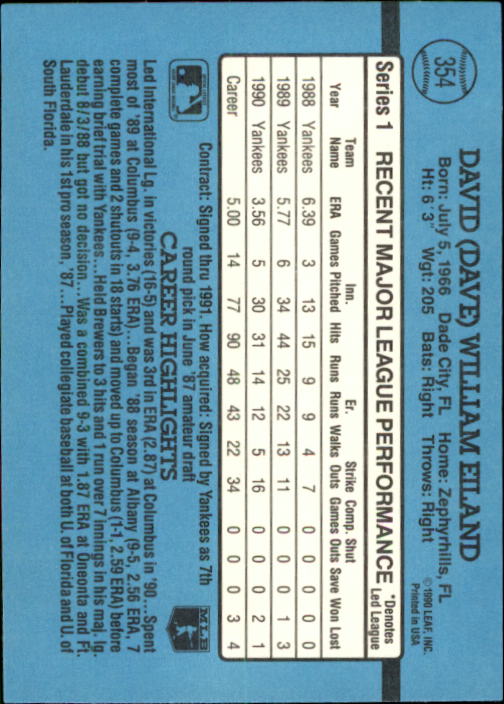 354
DAVID (DAVE) WILLIAM EILAND
Born: July 5, 1966 Dade City, FL Home: Zephyrhills, FL
Ht: 6' 3" Wgt: 205 Bats: Right Throws: Right
©1990 LEAF, INC.
Printed in USA
Series 1 RECENT MAJOR LEAGUE PERFORMANCE *Denotes Led League
Team Inn. Er. Strike Comp. Shut
Year Name ERA Games Pitched Hits Runs Runs Walks Outs Games Outs Save Won Lost
1988 Yankees 6.39 3 13 15 9 9 4 7 0 0 0 0 0
1989 Yankees 5.77 6 34 44 25 22 13 11 0 0 0 1 3
1990 Yankees 3.56 5 30 31 14 12 5 16 0 0 0 2 1
Career 5.00 14 77 90 48 43 22 34 0 0 0 3 4
Contract: Signed thru 1991. How acquired: Signed by Yankees as 7th
round pick in June '87 amateur draft
MLB
CAREER HIGHLIGHTS
Led International Lg. in victories (16-5) and was 3rd in ERA (2.87) at Columbus in '90...Spent
most of '89 at Columbus (9-4, 3.76 ERA)...Began '88 season at Albany (9-5, 2.56 ERA, 7
complete games and 2 shutouts in 18 starts) and moved up to Columbus (1-1, 2.59 ERA) before
earning brief trial with Yankees...Held Brewers to 3 hits and 1 run over 7 innings in his maj. lg.
debut 8/3/88 but got no decision...Was a combined 9-3 with 1.87 ERA at Oneonta and Ft.
Lauderdale in his 1st pro season, '87...Played collegiate baseball at both U. of Florida and U. of
South Florida.